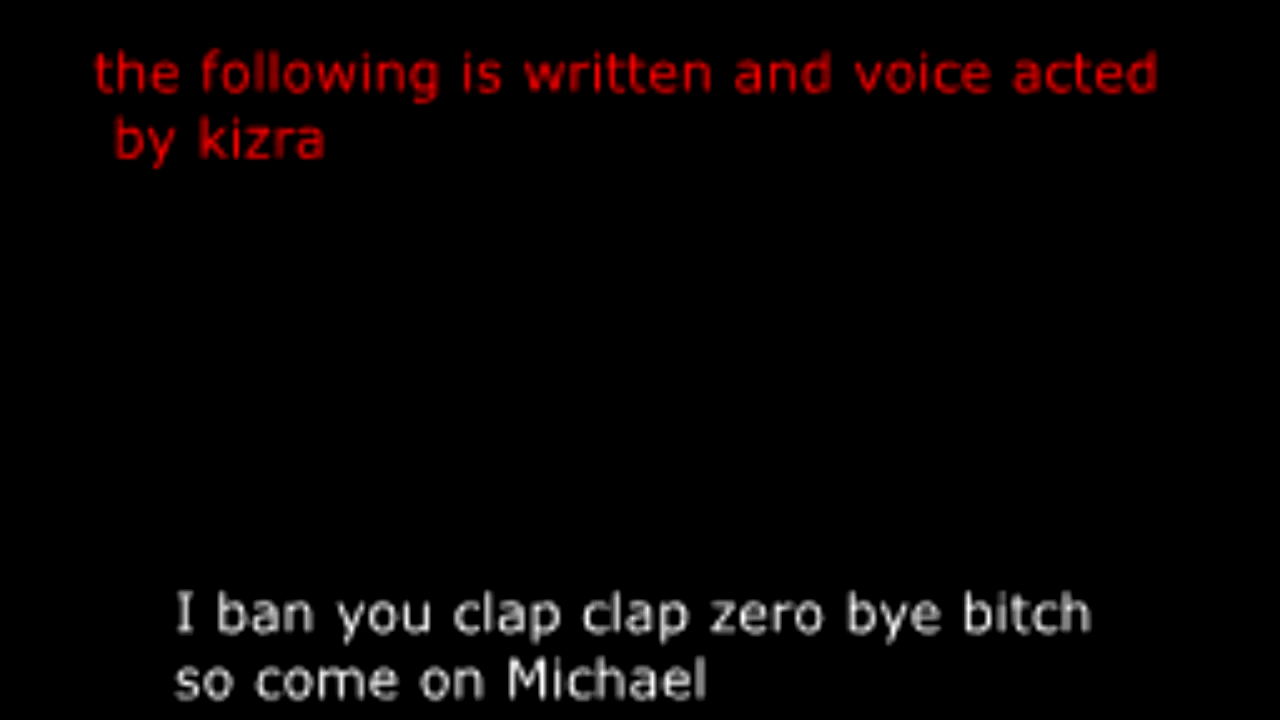 the following is written and voice acted
by kizra
I ban you clap clap zero bye bitch
so come on Michael